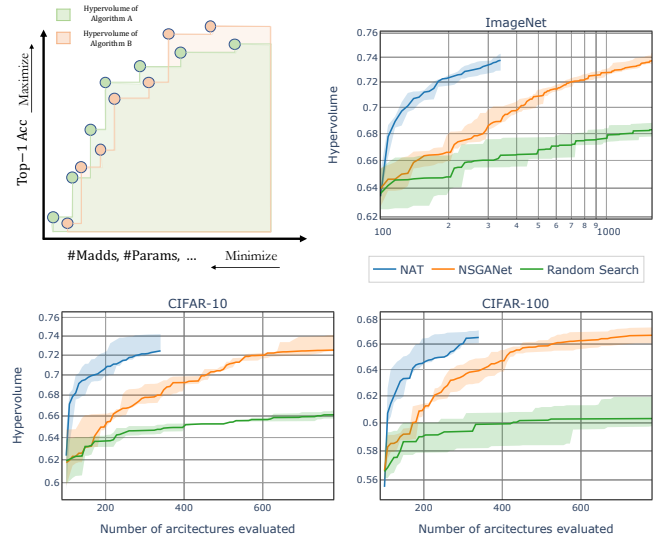 Hypervolume of
Algorithm A
Hypervolume of
Algorithm B
Top−1 Acc
Maximize
#Madds, #Params, ...
Minimize
ImageNet
Hypervolume
0.76
0.74
0.72
0.7
0.68
0.66
0.64
0.62
100
2
3
4
5
6
7
8
9
1000
NAT
NSGANet
Random Search
CIFAR-10
Hypervolume
0.76
0.74
0.72
0.7
0.68
0.66
0.64
0.62
0.6
200
400
600
Number of arcitectures evaluated
CIFAR-100
0.68
0.66
0.64
0.62
0.6
0.58
0.56
200
400
600
Number of arcitectures evaluated